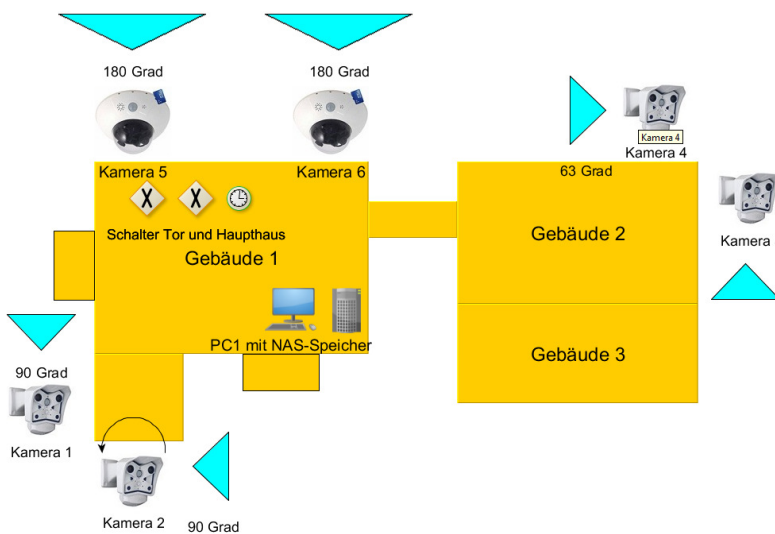 180 Grad
180 Grad
Kamera 4
Kamera 4
Kamera 5
Kamera 6
63 Grad
X
X
Schalter Tor und Haupthaus
Gebäude 1
Gebäude 2
Kamera
PC1 mit NAS-Speicher
Gebäude 3
90 Grad
Kamera 1
Kamera 2
90 Grad